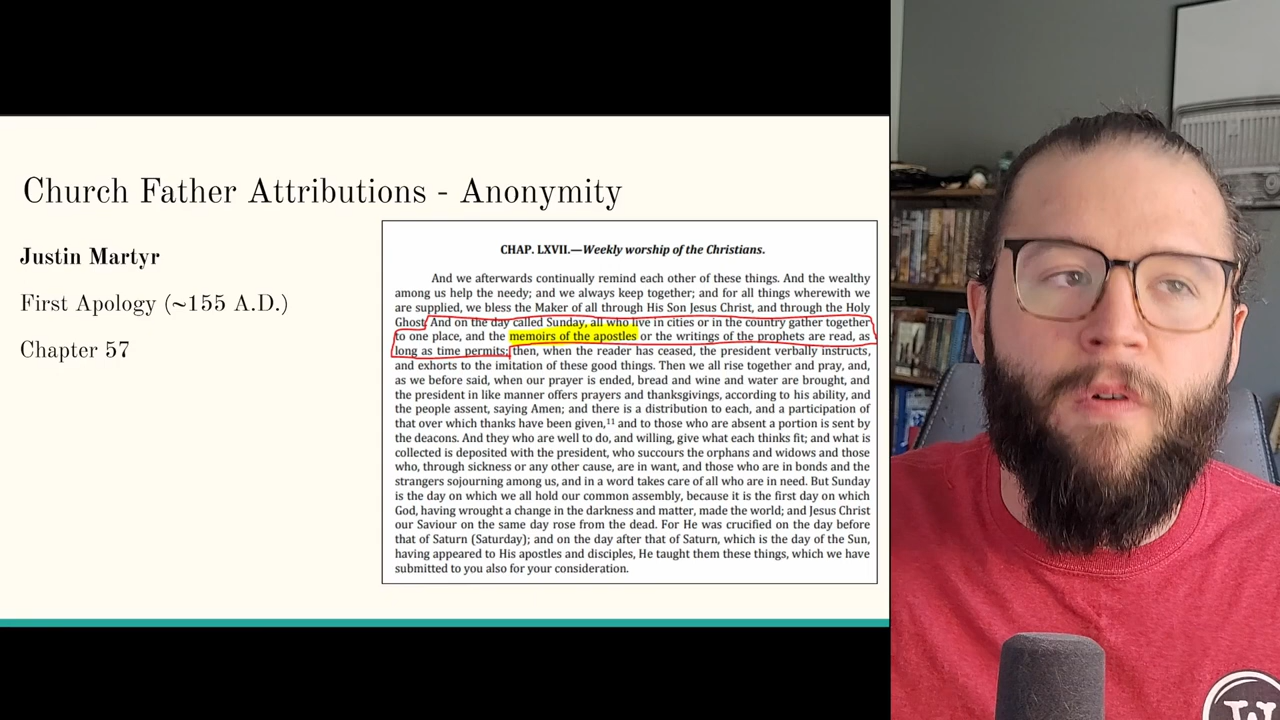 Church Father Attributions - Anonymity
Justin Martyr
First Apology (~155 A.D.)
Chapter 57
CHAP. LXVII.—Weekly worship of the Christians.
And we afterwards continually remind each other of these things. And the wealthy
among us help the needy; and we always keep together; and for all things wherewith we
are supplied, we bless the Maker of all through His Son Jesus Christ, and through the Holy
Ghost. And on the day called Sunday, all who live in cities or in the country gather together
to one place, and the memoirs of the apostles or the writings of the prophets are read, as
long as time permits; then, when the reader has ceased, the president verbally instructs,
and exhorts to the imitation of these good things. Then we all rise together and pray, and,
as we before said, when our prayer is ended, bread and wine and water are brought, and
the president in like manner offers prayers and thanksgivings, according to his ability, and
the people assent, saying Amen; and there is a distribution to each, and a participation of
that over which thanks have been given,11 and to those who are absent a portion is sent by
the deacons. And they who are well to do, and willing, give what each thinks fit; and what is
collected is deposited with the president, who succours the orphans and widows and those
who, through sickness or any other cause, are in want, and those who are in bonds and the
strangers sojourning among us, and in a word takes care of all who are in need. But Sunday
is the day on which we all hold our common assembly, because it is the first day on which
God, having wrought a change in the darkness and matter, made the world; and Jesus Christ
our Saviour on the same day rose from the dead. For He was crucified on the day before
that of Saturn (Saturday); and on the day after that of Saturn, which is the day of the Sun,
having appeared to His apostles and disciples, He taught them these things, which we have
submitted to you also for your consideration.